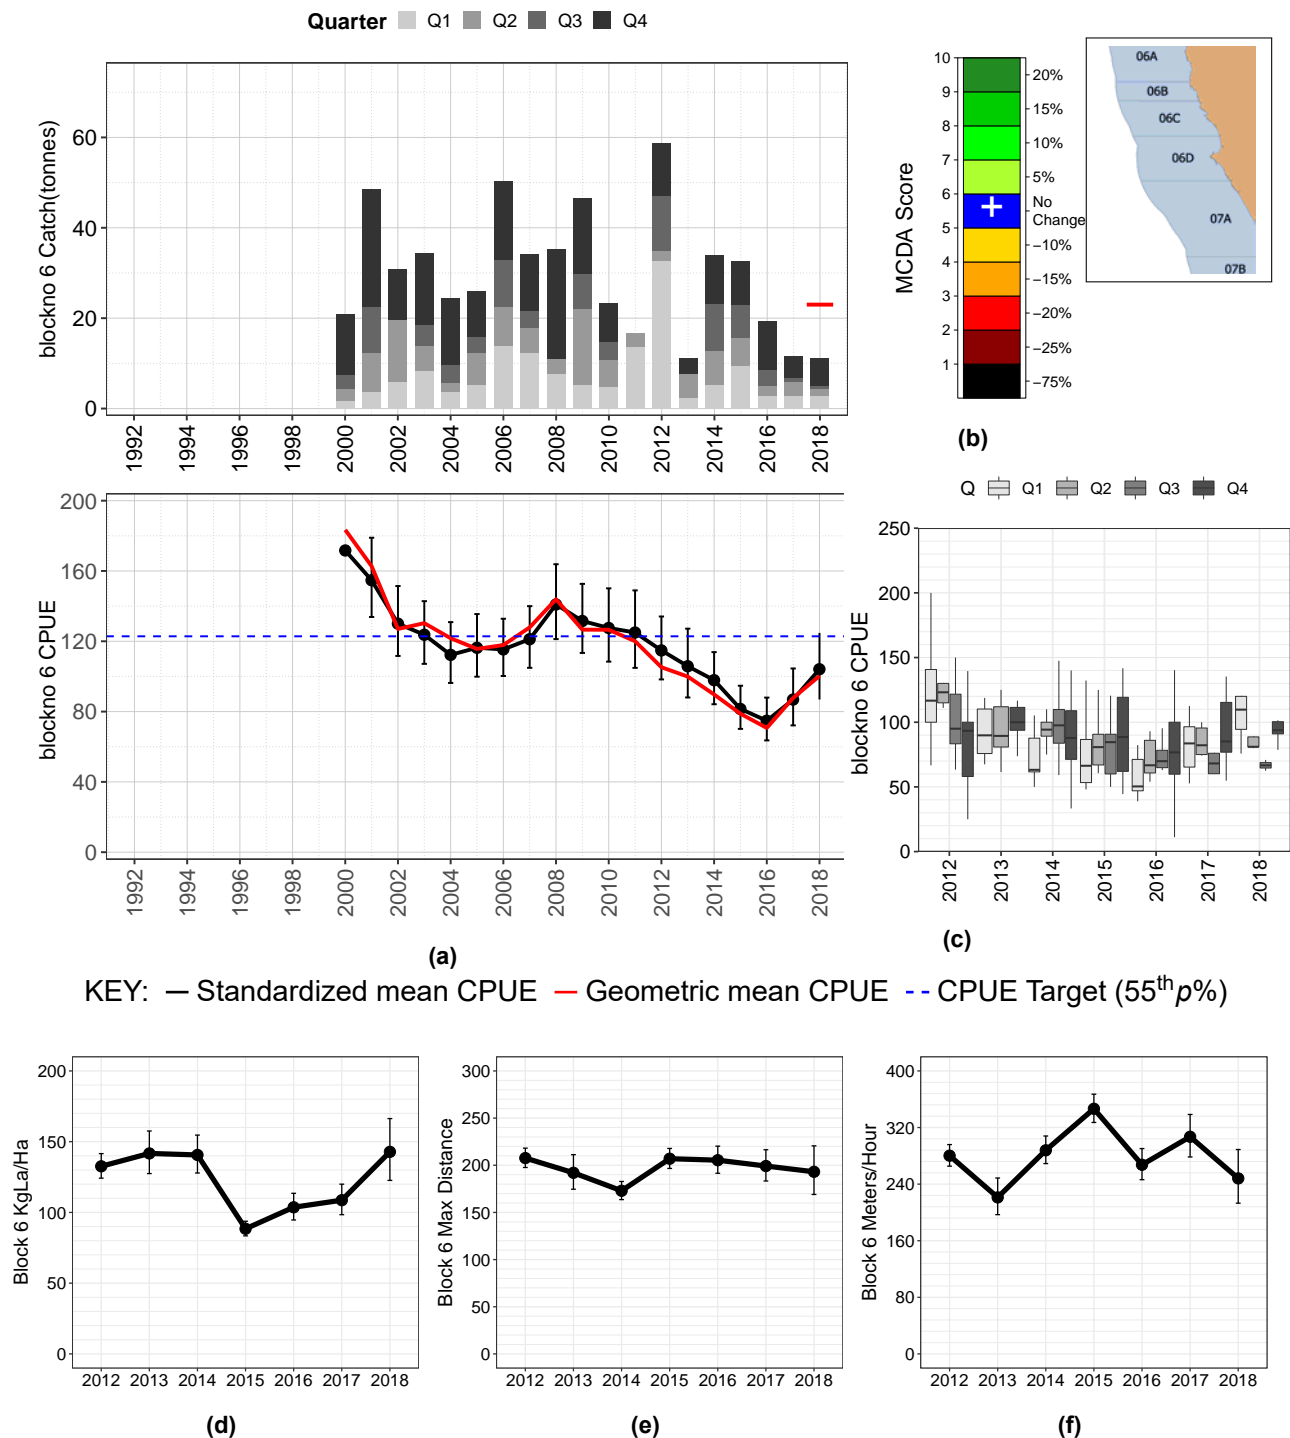 Quarter Q1 Q2 Q3 Q4
blockno 6 Catch(tonnes)
60
40
20
0
1992 1994 1996 1998 2000 2002 2004 2006 2008 2010 2012 2014 2016 2018
MCDA Score
10
9
8
7
6
5
4
3
2
1
20%
15%
10%
5%
No
Change
−10%
−15%
−20%
−25%
−75%
(b)
06A
06B
06C
06D
07A
07B
blockno 6 CPUE
200
160
120
80
40
0
1992 1994 1996 1998 2000 2002 2004 2006 2008 2010 2012 2014 2016 2018
(a)
Q Q1 Q2 Q3 Q4
blockno 6 CPUE
250
200
150
100
50
0
2012 2013 2014 2015 2016 2017 2018
(c)
KEY: Standardized mean CPUE Geometric mean CPUE CPUE Target (55th p%)
Block 6 KgLa/Ha
200
150
100
50
0
2012 2013 2014 2015 2016 2017 2018
(d)
Block 6 Max Distance
300
250
200
150
100
50
0
2012 2013 2014 2015 2016 2017 2018
(e)
Block 6 Meters/Hour
400
320
240
160
80
0
2012 2013 2014 2015 2016 2017 2018
(f)